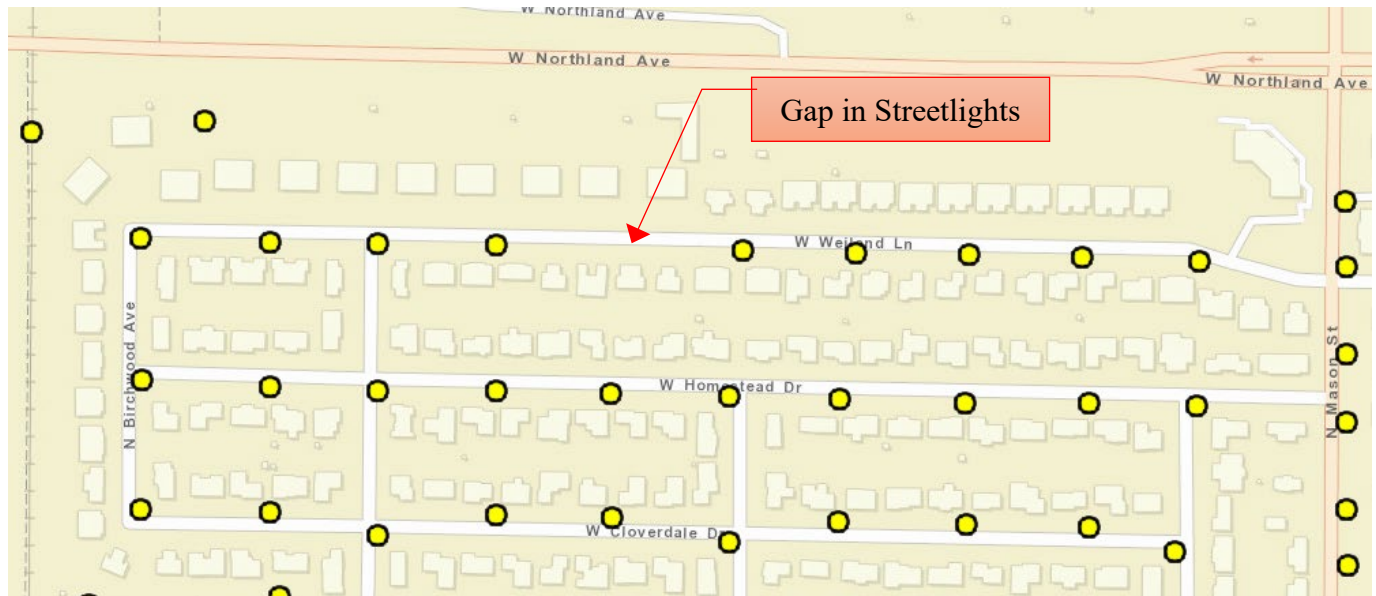 W Northland Ave
W Northland Ave
W Northland Ave
Gap in Streetlights
W Weiland Ln
N Birchwood Ave
W Homestead Dr
N Mason St
W Cloverdale Dr